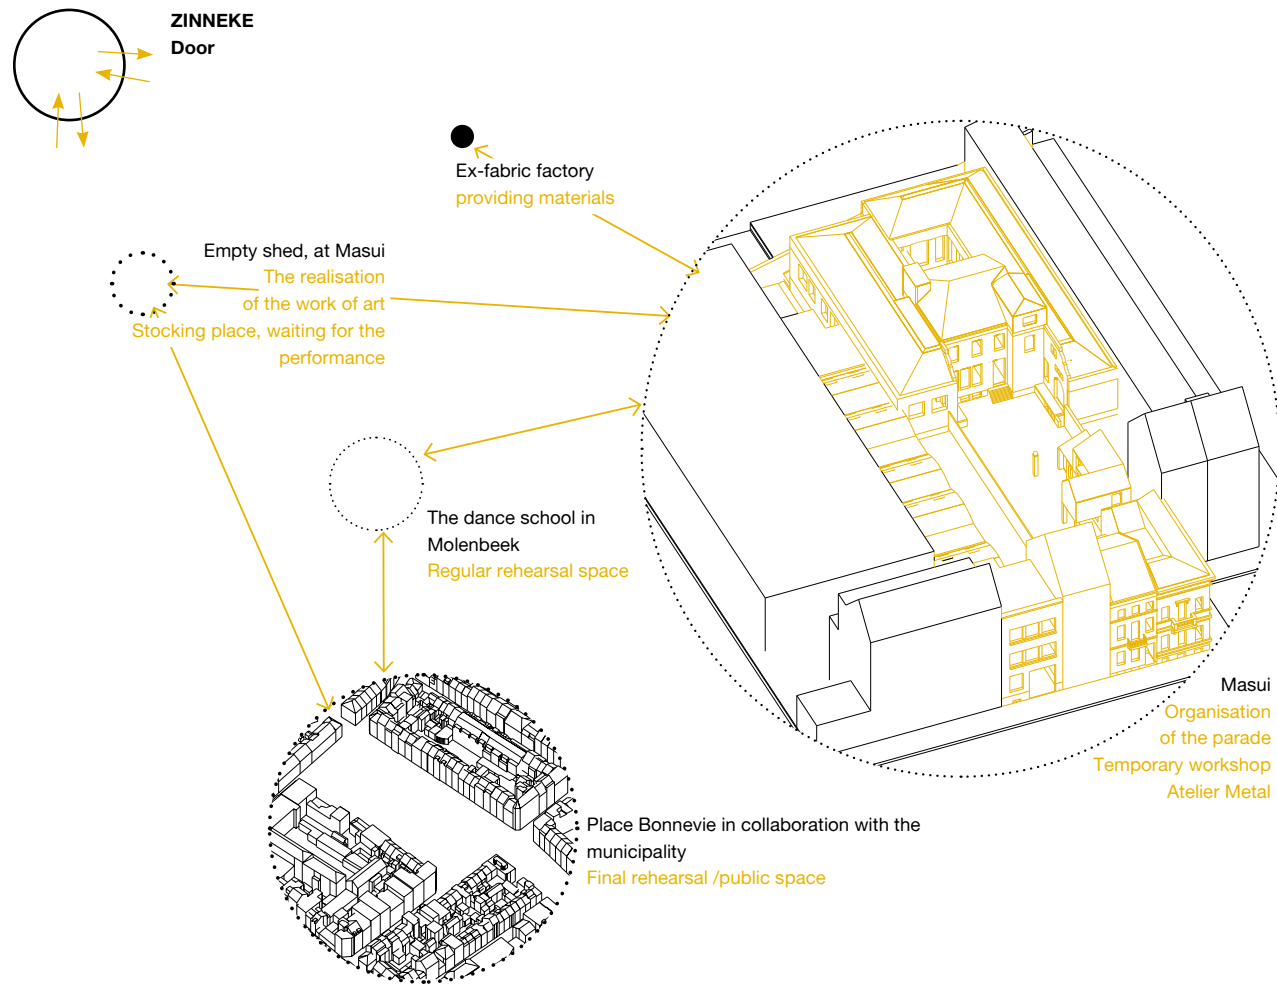 ZINNEKE
Door
Ex-fabric factory
providing materials
Empty shed, at Masui
The realisation
of the work of art
Stocking place, waiting for the
performance
The dance school in
Molenbeek
Regular rehearsal space
Masui
Organisation
of the parade
Temporary workshop
Atelier Metal
Place Bonnevie in collaboration with the
municipality
Final rehearsal /public space